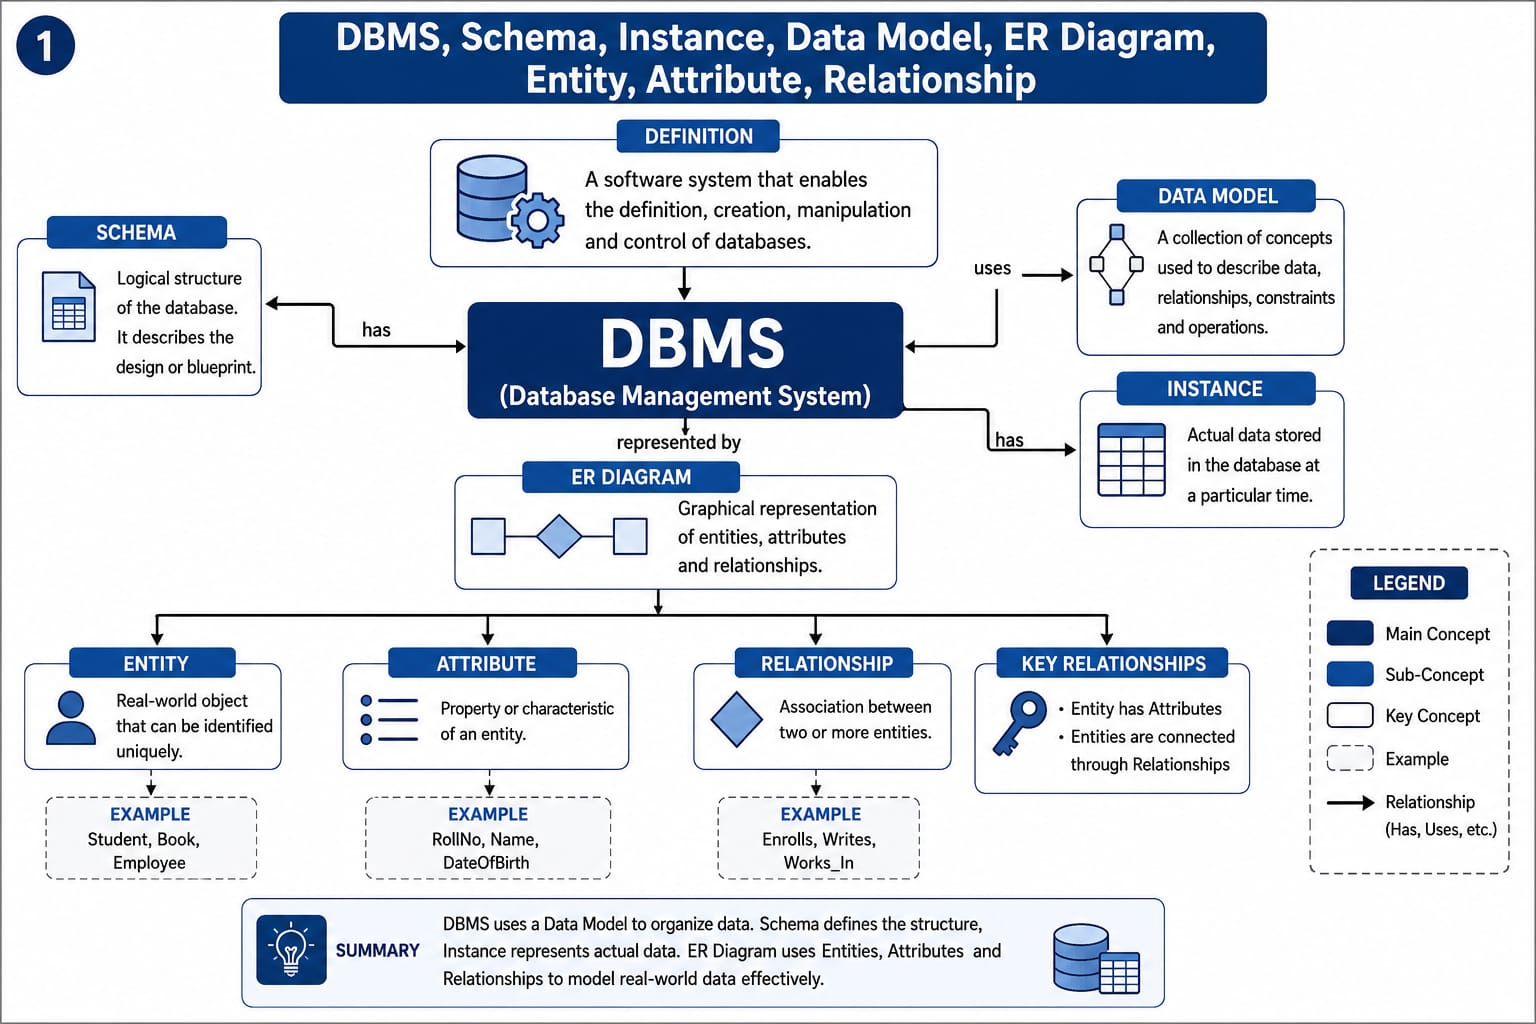 1
DBMS, Schema, Instance, Data Model, ER Diagram,
Entity, Attribute, Relationship
DEFINITION
A software system that enables
the definition, creation, manipulation
and control of databases.
SCHEMA
Logical structure
of the database.
It describes the
design or blueprint.
has
DBMS
(Database Management System)
uses
DATA MODEL
A collection of concepts
used to describe data,
relationships, constraints
and operations.
has
INSTANCE
Actual data stored
in the database at
a particular time.
represented by
ER DIAGRAM
Graphical representation
of entities, attributes
and relationships.
ENTITY
Real-world object
that can be identified
uniquely.
EXAMPLE
Student, Book,
Employee
ATTRIBUTE
Property or characteristic
of an entity.
EXAMPLE
RollNo, Name,
DateOfBirth
RELATIONSHIP
Association between
two or more entities.
EXAMPLE
Enrolls, Writes,
Works_In
KEY RELATIONSHIPS
• Entity has Attributes
• Entities are connected
through Relationships
LEGEND
Main Concept
Sub-Concept
Key Concept
Example
Relationship
(Has, Uses, etc.)
SUMMARY
DBMS uses a Data Model to organize data. Schema defines the structure,
Instance represents actual data. ER Diagram uses Entities, Attributes and
Relationships to model real-world data effectively.